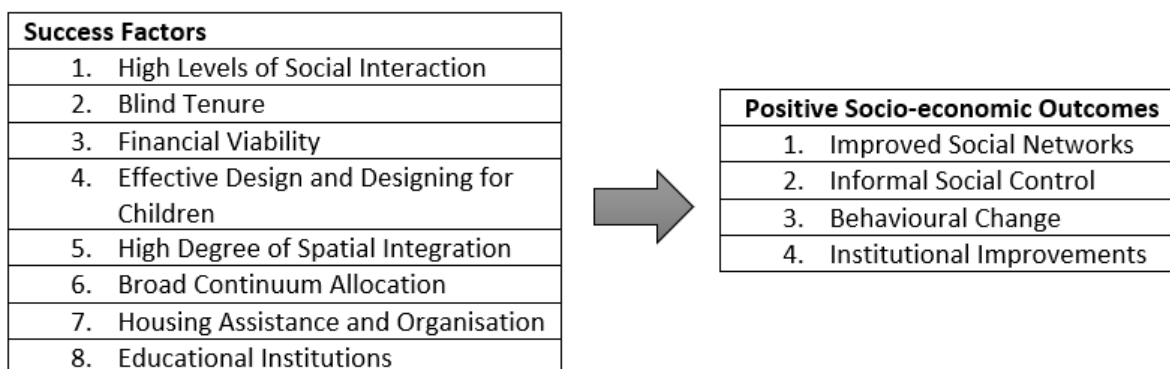 Success Factors
1. High Levels of Social Interaction
2. Blind Tenure
3. Financial Viability
4. Effective Design and Designing for
Children
5. High Degree of Spatial Integration
6. Broad Continuum Allocation
7. Housing Assistance and Organisation
8. Educational Institutions
Positive Socio-economic Outcomes
1. Improved Social Networks
2. Informal Social Control
3. Behavioural Change
4. Institutional Improvements